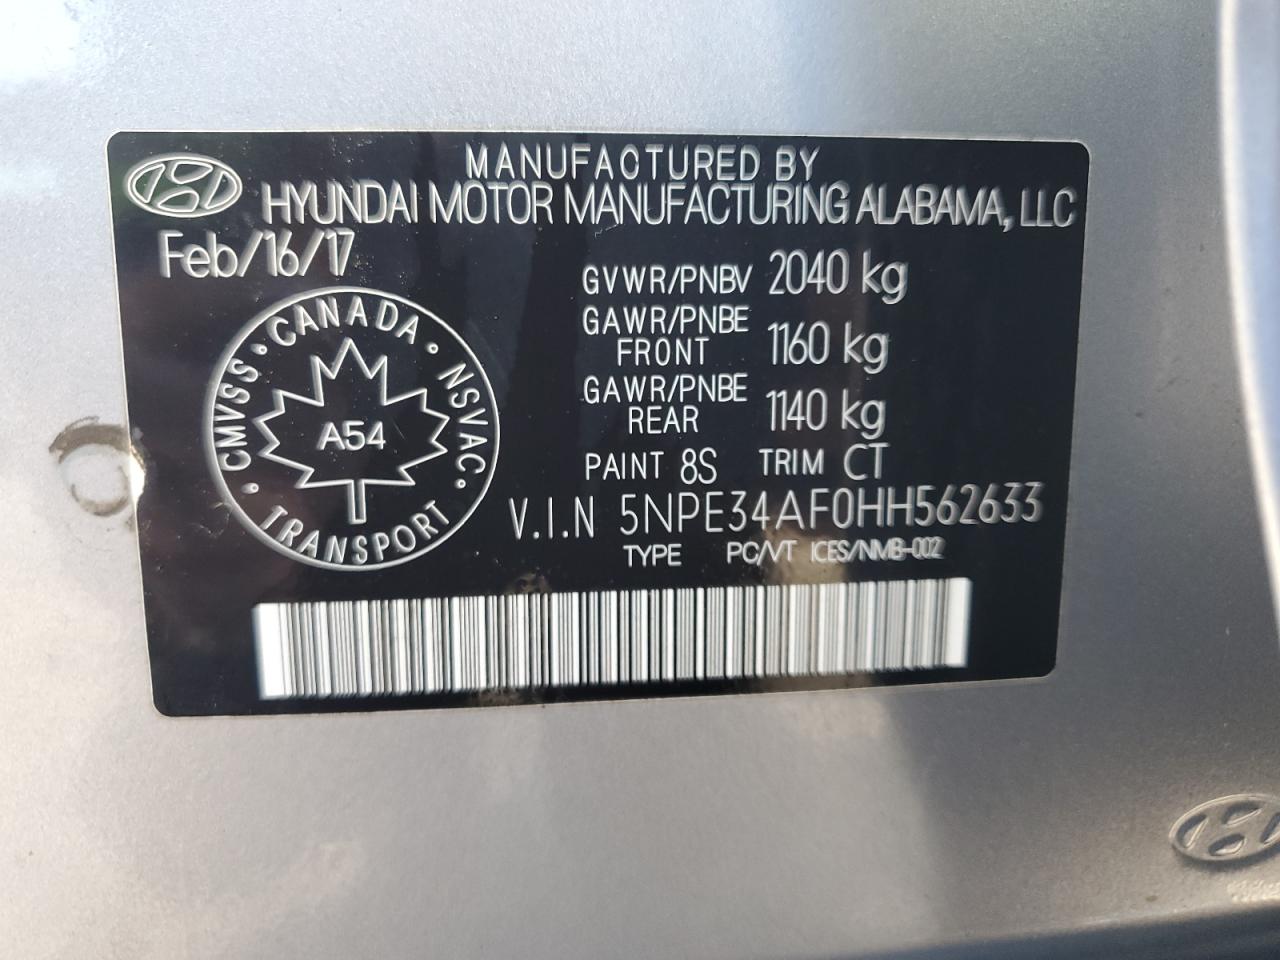 MANUFACTURED BY
HYUNDAI MOTOR MANUFACTURING ALABAMA, LLC
Feb/16/17
GVWR/PNBV 2040 kg
GAWR/PNBE FRONT 1160 kg
GAWR/PNBE REAR 1140 kg
PAINT 8S TRIM CT
V.I.N 5NPE34AF0HH562633
TYPE PC/VT ICES/NMB-002
CANADA · NSVAC · TRANSPORT · CMVSS ·
A54